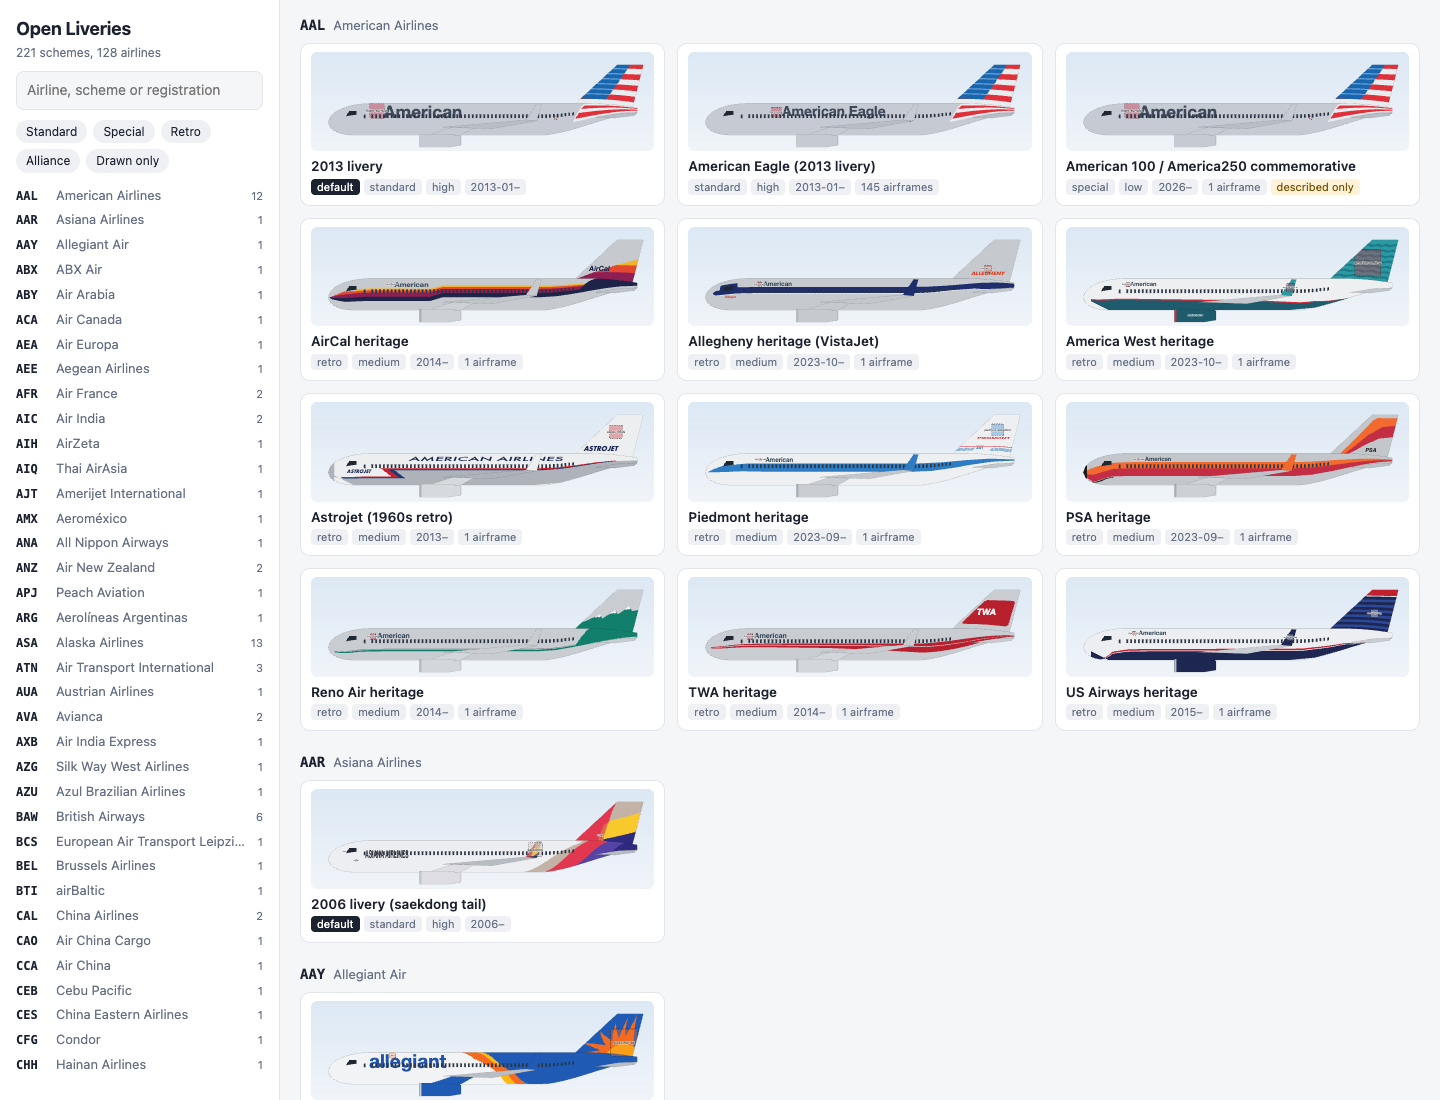 Open Liveries
221 schemes, 128 airlines
Airline, scheme or registration
Standard
Special
Retro
Alliance
Drawn only
AAL American Airlines 12
AAR Asiana Airlines 1
AAY Allegiant Air 1
ABX ABX Air 1
ABY Air Arabia 1
ACA Air Canada 1
AEA Air Europa 1
AEE Aegean Airlines 1
AFR Air France 2
AIC Air India 2
AIH AirZeta 1
AIQ Thai AirAsia 1
AJT Amerijet International 1
AMX Aeroméxico 1
ANA All Nippon Airways 1
ANZ Air New Zealand 2
APJ Peach Aviation 1
ARG Aerolíneas Argentinas 1
ASA Alaska Airlines 13
ATN Air Transport International 3
AUA Austrian Airlines 1
AVA Avianca 2
AXB Air India Express 1
AZG Silk Way West Airlines 1
AZU Azul Brazilian Airlines 1
BAW British Airways 6
BCS European Air Transport Leipzi... 1
BEL Brussels Airlines 1
BTI airBaltic 1
CAL China Airlines 2
CAO Air China Cargo 1
CCA Air China 1
CEB Cebu Pacific 1
CES China Eastern Airlines 1
CFG Condor 1
CHH Hainan Airlines 1
AAL American Airlines
American
2013 livery
default standard high 2013-01–
American Eagle
American Eagle (2013 livery)
standard high 2013-01– 145 airframes
American
American 100 / America250 commemorative
special low 2026– 1 airframe described only
American
AirCal
AirCal heritage
retro medium 2014– 1 airframe
American
ALLEGHENY
Allegheny heritage (VistaJet)
retro medium 2023-10– 1 airframe
American
America West heritage
retro medium 2023-10– 1 airframe
AMERICAN AIRLINES
ASTROJET
ASTROJET
Astrojet (1960s retro)
retro medium 2013– 1 airframe
American
PIEDMONT
Piedmont heritage
retro medium 2023-09– 1 airframe
American
PSA
PSA heritage
retro medium 2023-09– 1 airframe
American
Reno Air heritage
retro medium 2014– 1 airframe
American
TWA
TWA heritage
retro medium 2014– 1 airframe
American
US Airways heritage
retro medium 2015– 1 airframe
AAR Asiana Airlines
ASIANA AIRLINES
2006 livery (saekdong tail)
default standard high 2006–
AAY Allegiant Air
allegiant